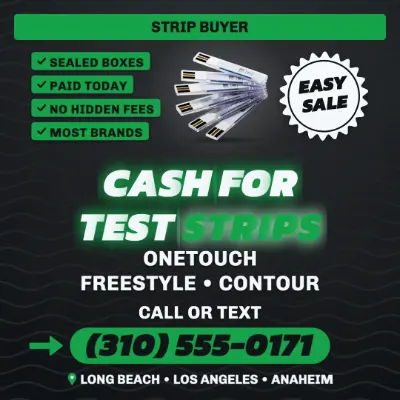 STRIP BUYER
✓ SEALED BOXES
✓ PAID TODAY
✓ NO HIDDEN FEES
✓ MOST BRANDS
EASY
SALE
CASH FOR
TEST STRIPS
ONETOUCH
FREESTYLE • CONTOUR
CALL OR TEXT
(310) 555-0171
LONG BEACH • LOS ANGELES • ANAHEIM